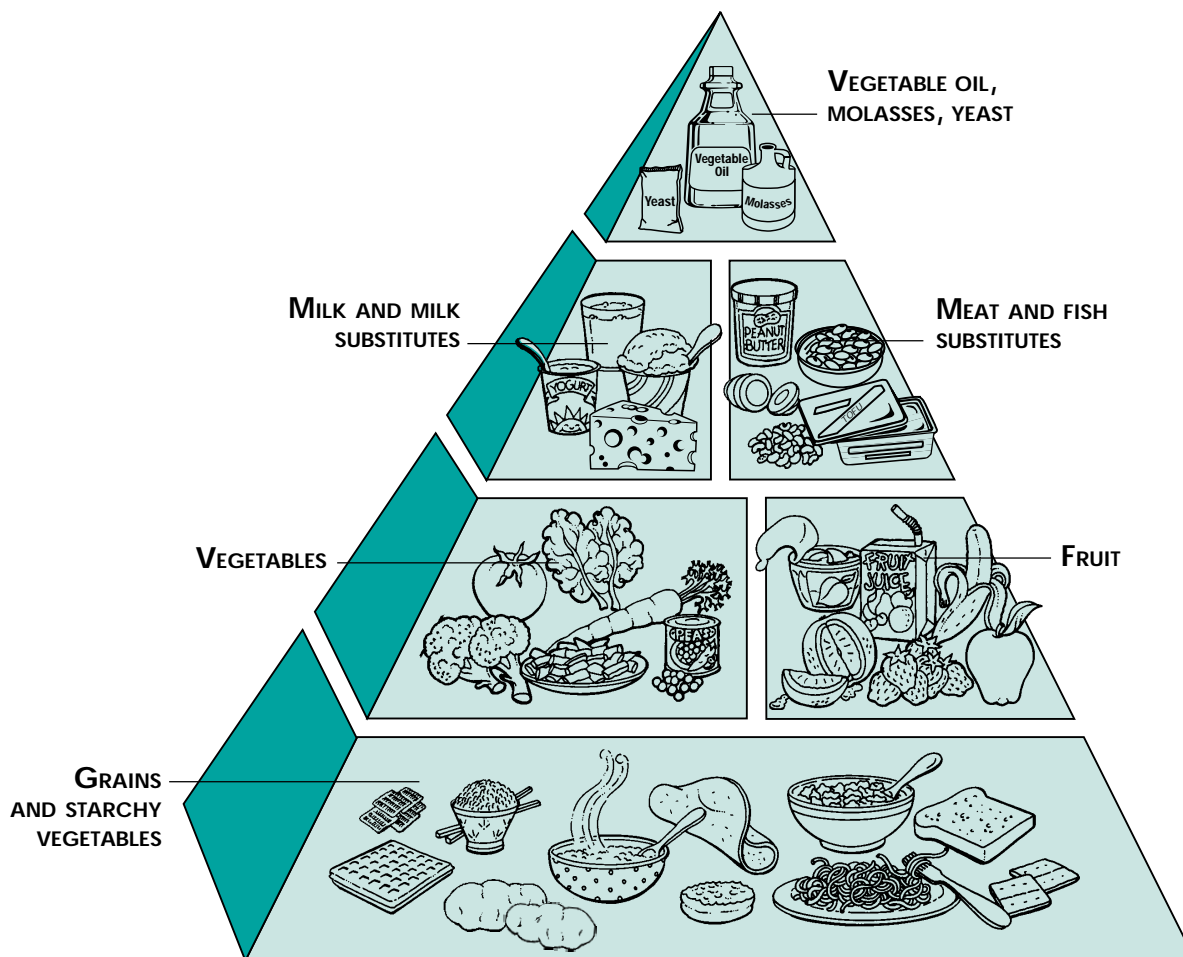 VEGETABLE OIL,
MOLASSES, YEAST
Vegetable
Oil
Yeast
Molasses
MILK AND MILK
SUBSTITUTES
MEAT AND FISH
SUBSTITUTES
PEANUT
BUTTER
YOGURT
TOFU
VEGETABLES
FRUIT
FRUIT
JUICE
PEAS
GRAINS
AND STARCHY
VEGETABLES